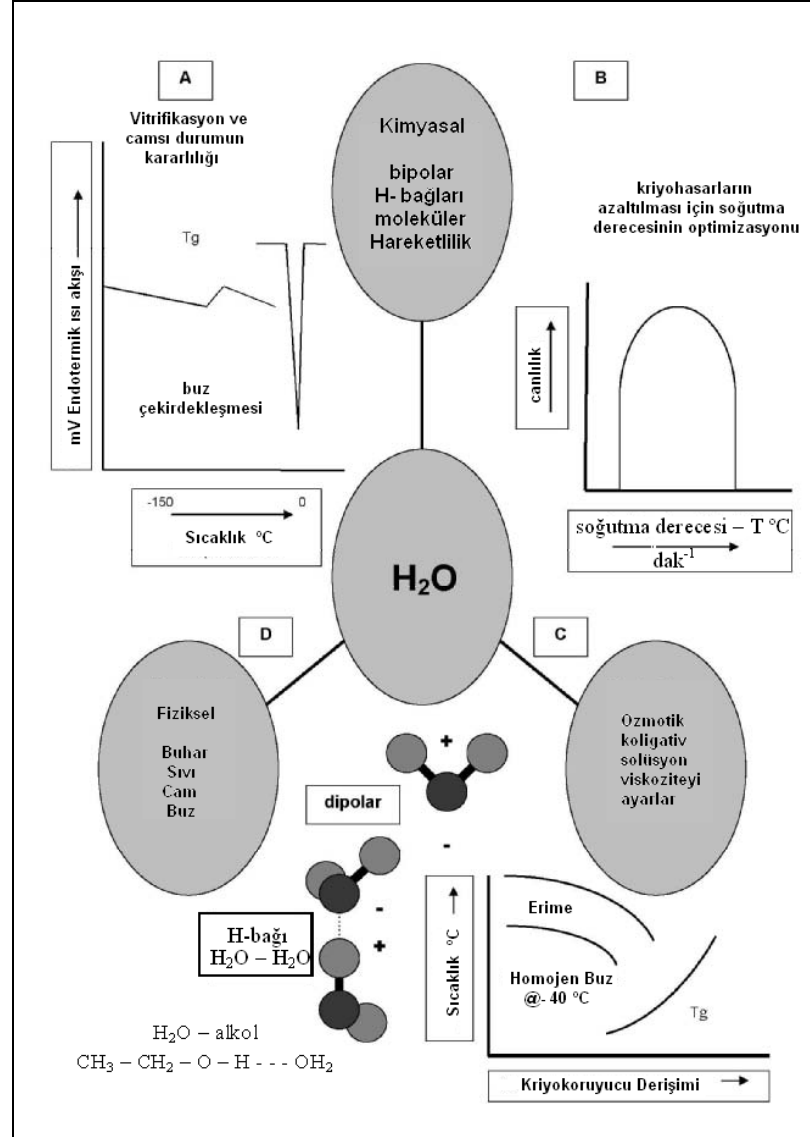 A
Vitrifikasyon ve
camsı durumun
kararlılığı
mV Endotermik ısı akışı
Tg
buz
çekirdekleşmesi
-150 0
Sıcaklık °C
Kimyasal
bipolar
H- bağları
moleküler
Hareketlilik
B
kriyohasarların
azaltılması için soğutma
derecesinin optimizasyonu
canlılık
soğutma derecesi – T °C
dak-1
H2O
D
C
Fiziksel
Buhar
Sıvı
Cam
Buz
Ozmotik
koligativ
solüsyon
viskoziteyi
ayarlar
dipolar
+
-
-
+
H-bağı
H2O – H2O
H2O – alkol
CH3 – CH2 – O – H - - - OH2
Sıcaklık °C
Erime
Homojen Buz
@- 40 °C
Tg
Kriyokoruyucu Derişimi